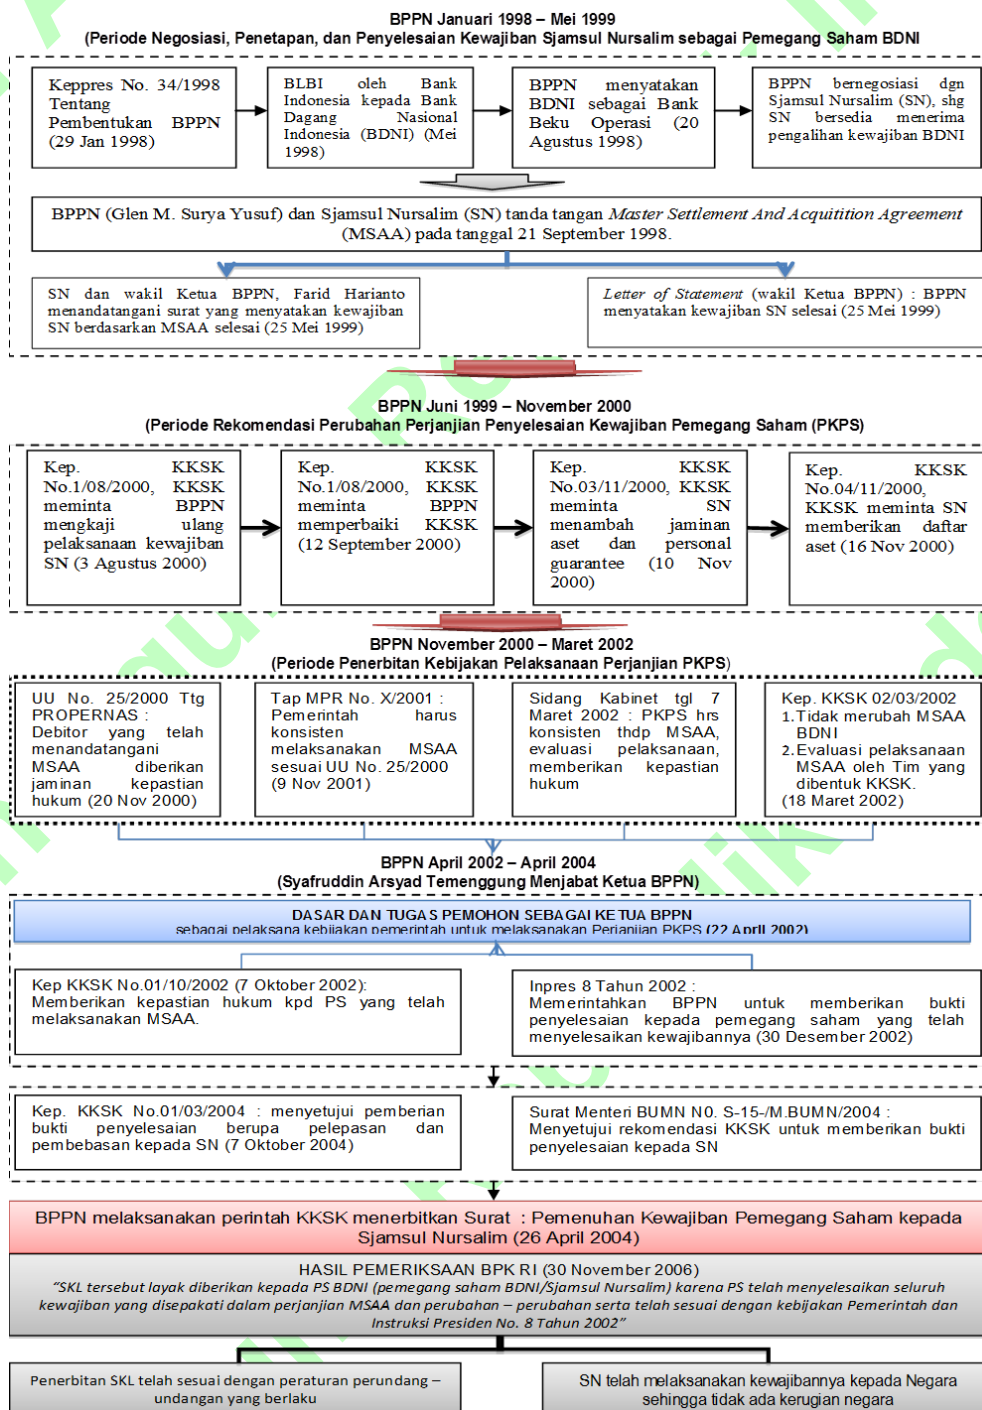 BPPN Januari 1998 – Mei 1999
(Periode Negosiasi, Penetapan, dan Penyelesaian Kewajiban Sjamsul Nursalim sebagai Pemegang Saham BDNI
Keppres No. 34/1998
Tentang
Pembentukan BPPN
(29 Jan 1998)
BLBI oleh Bank
Indonesia kepada Bank
Dagang Nasional
Indonesia (BDNI) (Mei
1998)
BPPN menyatakan
BDNI sebagai Bank
Beku Operasi (20
Agustus 1998)
BPPN bernegosiasi dgn
Sjamsul Nursalim (SN), shg
SN bersedia menerima
pengalihan kewajiban BDNI
BPPN (Glen M. Surya Yusuf) dan Sjamsul Nursalim (SN) tanda tangan Master Settlement And Acquitition Agreement
(MSAA) pada tanggal 21 September 1998.
SN dan wakil Ketua BPPN, Farid Harianto
menandatangani surat yang menyatakan kewajiban
SN berdasarkan MSAA selesai (25 Mei 1999)
Letter of Statement (wakil Ketua BPPN) : BPPN
menyatakan kewajiban SN selesai (25 Mei 1999)
BPPN Juni 1999 – November 2000
(Periode Rekomendasi Perubahan Perjanjian Penyelesaian Kewajiban Pemegang Saham (PKPS)
Kep. KKSK
No.1/08/2000, KKSK
meminta BPPN
mengkaji ulang
pelaksanaan kewajiban
SN (3 Agustus 2000)
Kep. KKSK
No.1/08/2000, KKSK
meminta BPPN
memperbaiki KKSK
(12 September 2000)
Kep. KKSK
No.03/11/2000, KKSK
meminta SN
menambah jaminan
aset dan personal
guarantee (10 Nov
2000)
Kep. KKSK
No.04/11/2000,
KKSK meminta SN
memberikan daftar
aset (16 Nov 2000)
BPPN November 2000 – Maret 2002
(Periode Penerbitan Kebijakan Pelaksanaan Perjanjian PKPS)
UU No. 25/2000 Ttg
PROPERNAS :
Debitor yang telah
menandatangani
MSAA diberikan
jaminan kepastian
hukum (20 Nov 2000)
Tap MPR No. X/2001 :
Pemerintah harus
konsisten
melaksanakan MSAA
sesuai UU No. 25/2000
(9 Nov 2001)
Sidang Kabinet tgl 7
Maret 2002 : PKPS hrs
konsisten thdp MSAA,
evaluasi pelaksanaan,
memberikan kepastian
hukum
Kep. KKSK 02/03/2002
1.Tidak merubah MSAA
BDNI
2.Evaluasi pelaksanaan
MSAA oleh Tim yang
dibentuk KKSK.
(18 Maret 2002)
BPPN April 2002 – April 2004
(Syafruddin Arsyad Temenggung Menjabat Ketua BPPN)
DASAR DAN TUGAS PEMOHON SEBAGAI KETUA BPPN
sebagai pelaksana kebijakan pemerintah untuk melaksanakan Perjanjian PKPS (22 April 2002)
Kep KKSK No.01/10/2002 (7 Oktober 2002):
Memberikan kepastian hukum kpd PS yang telah
melaksanakan MSAA.
Inpres 8 Tahun 2002 :
Memerintahkan BPPN untuk memberikan bukti
penyelesaian kepada pemegang saham yang telah
menyelesaikan kewajibannya (30 Desember 2002)
Kep. KKSK No.01/03/2004 : menyetujui pemberian
bukti penyelesaian berupa pelepasan dan
pembebasan kepada SN (7 Oktober 2004)
Surat Menteri BUMN N0. S-15-/M.BUMN/2004 :
Menyetujui rekomendasi KKSK untuk memberikan bukti
penyelesaian kepada SN
BPPN melaksanakan perintah KKSK menerbitkan Surat : Pemenuhan Kewajiban Pemegang Saham kepada
Sjamsul Nursalim (26 April 2004)
HASIL PEMERIKSAAN BPK RI (30 November 2006)
"SKL tersebut layak diberikan kepada PS BDNI (pemegang saham BDNI/Sjamsul Nursalim) karena PS telah menyelesaikan seluruh
kewajiban yang disepakati dalam perjanjian MSAA dan perubahan – perubahan serta telah sesuai dengan kebijakan Pemerintah dan
Instruksi Presiden No. 8 Tahun 2002"
Penerbitan SKL telah sesuai dengan peraturan perundang –
undangan yang berlaku
SN telah melaksanakan kewajibannya kepada Negara
sehingga tidak ada kerugian negara